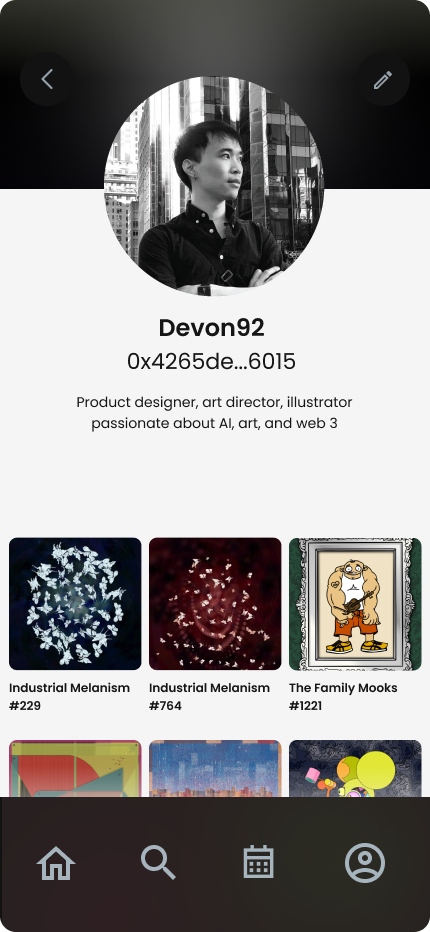 Devon92
0x4265de...6015
Product designer, art director, illustrator
passionate about AI, art, and web 3
Industrial Melanism
#229
Industrial Melanism
#764
The Family Mooks
#1221